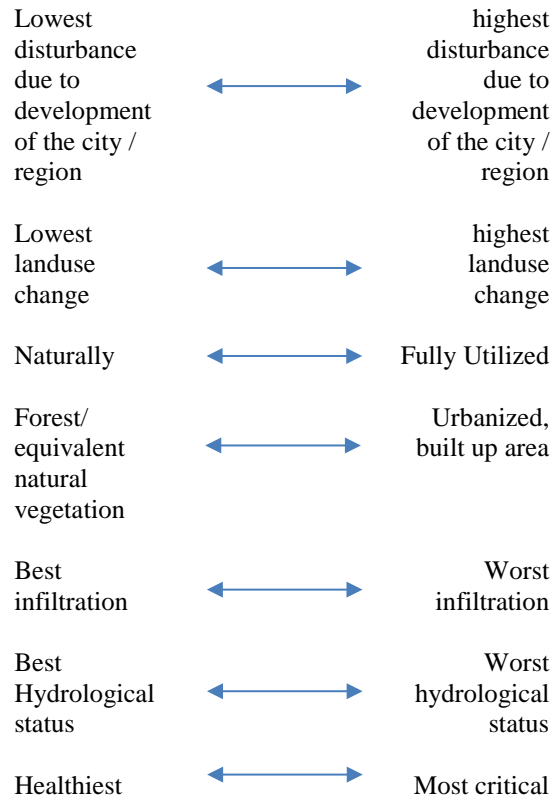 Lowest
disturbance
due to
development
of the city /
region
highest
disturbance
due to
development
of the city /
region
Lowest
landuse
change
highest
landuse
change
Naturally
Fully Utilized
Forest/
equivalent
natural
vegetation
Urbanized,
built up area
Best
infiltration
Worst
infiltration
Best
Hydrological
status
Worst
hydrological
status
Healthiest
Most critical